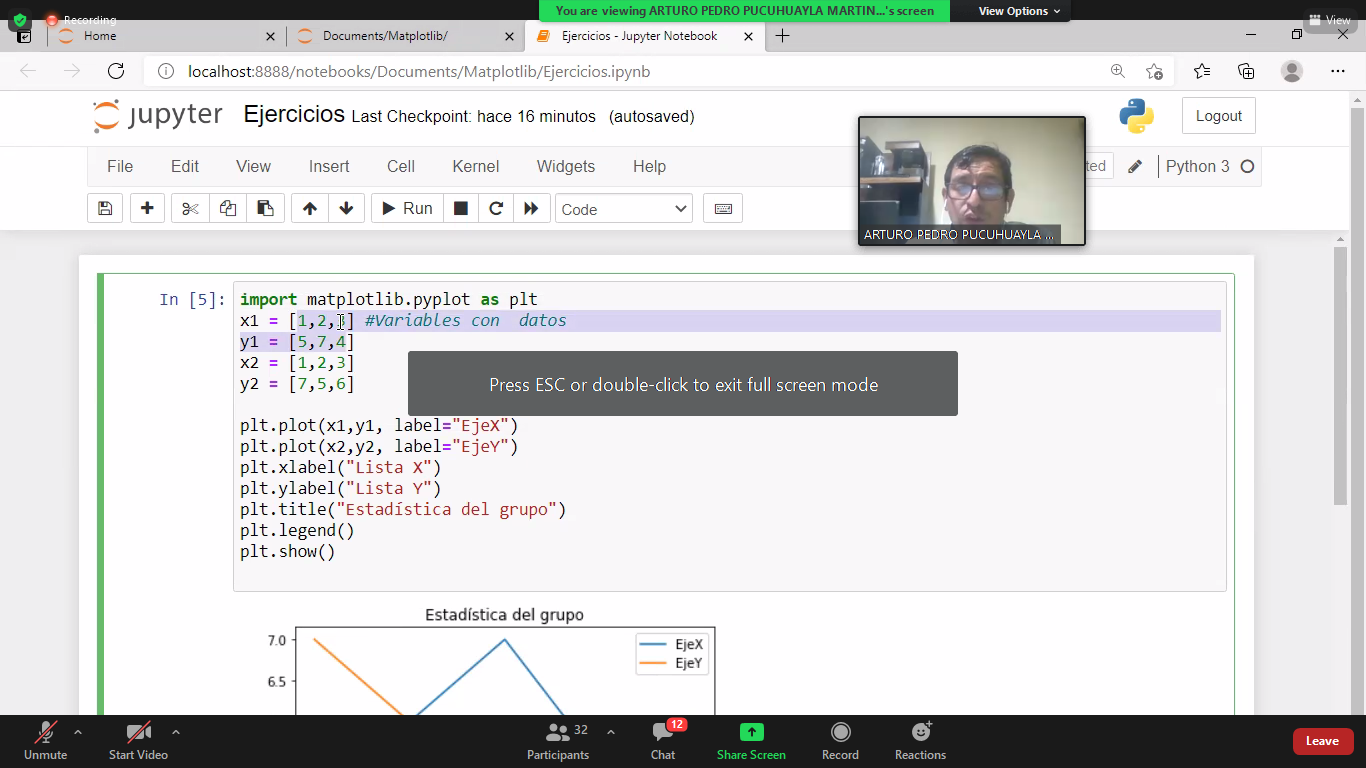 Recording
You are viewing ARTURO PEDRO PUCUHUAYLA MARTIN...'s screen
View Options
View
Home
Documents/Matplotlib/
Ejercicios - Jupyter Notebook
localhost:8888/notebooks/Documents/Matplotlib/Ejercicios.ipynb
jupyter Ejercicios Last Checkpoint: hace 16 minutos (autosaved)
Logout
File Edit View Insert Cell Kernel Widgets Help
ted
Python 3
Run
Code
ARTURO PEDRO PUCUHUAYLA ...
In [5]:
import matplotlib.pyplot as plt
x1 = [1,2,3] #Variables con  datos
y1 = [5,7,4]
x2 = [1,2,3]
y2 = [7,5,6]
Press ESC or double-click to exit full screen mode
plt.plot(x1,y1, label="EjeX")
plt.plot(x2,y2, label="EjeY")
plt.xlabel("Lista X")
plt.ylabel("Lista Y")
plt.title("Estadística del grupo")
plt.legend()
plt.show()
Estadística del grupo
7.0
6.5
EjeX
EjeY
Unmute
Start Video
32
Participants
12
Chat
Share Screen
Record
Reactions
Leave